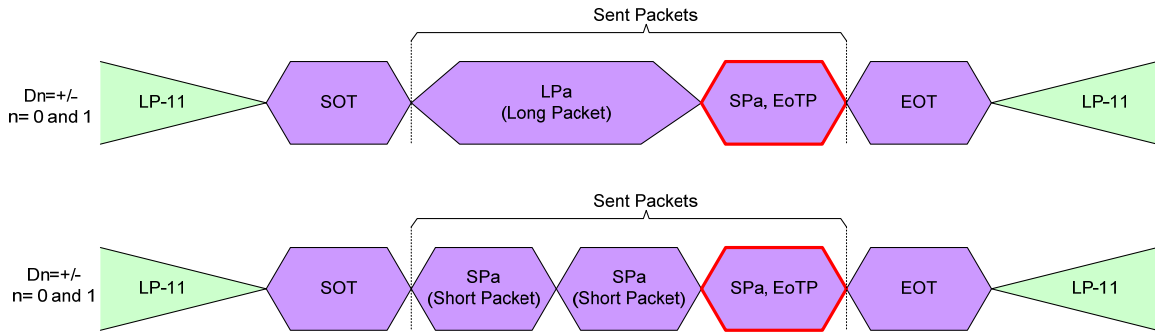 Sent Packets
Dn=+/-
n= 0 and 1
LP-11
SOT
LPa
(Long Packet)
SPa, EoTP
EOT
LP-11
Sent Packets
Dn=+/-
n= 0 and 1
LP-11
SOT
SPa
(Short Packet)
SPa
(Short Packet)
SPa, EoTP
EOT
LP-11